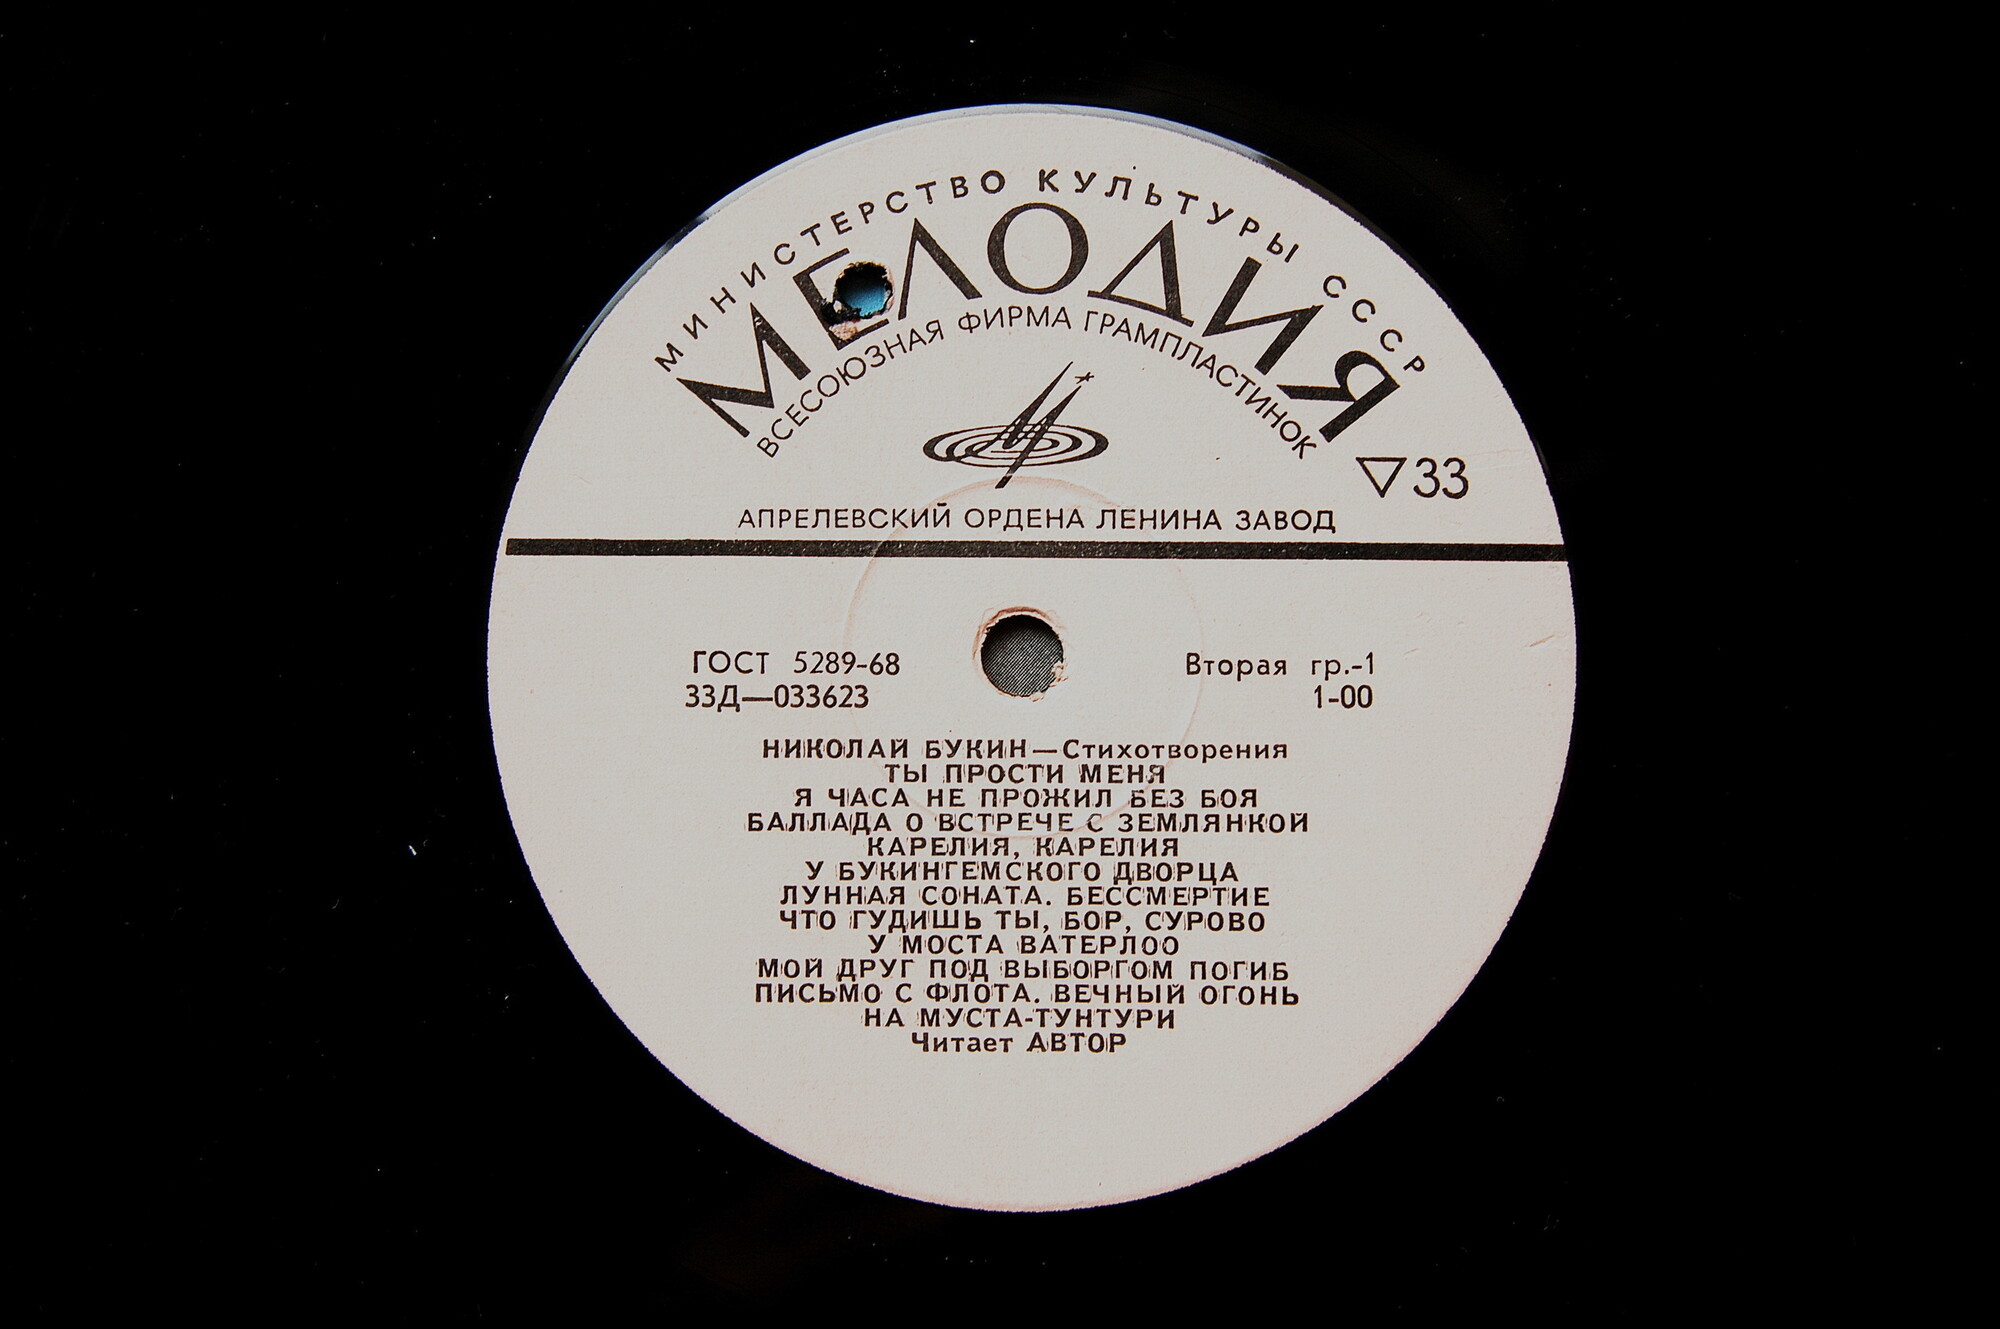 МИНИСТЕРСТВО КУЛЬТУРЫ СССР
МЕЛОДИЯ
ВСЕСОЮЗНАЯ ФИРМА ГРАМПЛАСТИНОК
▽33
АПРЕЛЕВСКИЙ ОРДЕНА ЛЕНИНА ЗАВОД
ГОСТ 5289-68
Вторая гр.-1
33Д—033623
1-00
НИКОЛАЙ БУКИН—Стихотворения
ТЫ ПРОСТИ МЕНЯ
Я ЧАСА НЕ ПРОЖИЛ БЕЗ БОЯ
БАЛЛАДА О ВСТРЕЧЕ С ЗЕМЛЯНКОЙ
КАРЕЛИЯ, КАРЕЛИЯ
У БУКИНГЕМСКОГО ДВОРЦА
ЛУННАЯ СОНАТА. БЕССМЕРТИЕ
ЧТО ГУДИШЬ ТЫ, БОР, СУРОВО
У МОСТА ВАТЕРЛОО
МОЙ ДРУГ ПОД ВЫБОРГОМ ПОГИБ
ПИСЬМО С ФЛОТА. ВЕЧНЫЙ ОГОНЬ
НА МУСТА-ТУНТУРИ
Читает АВТОР